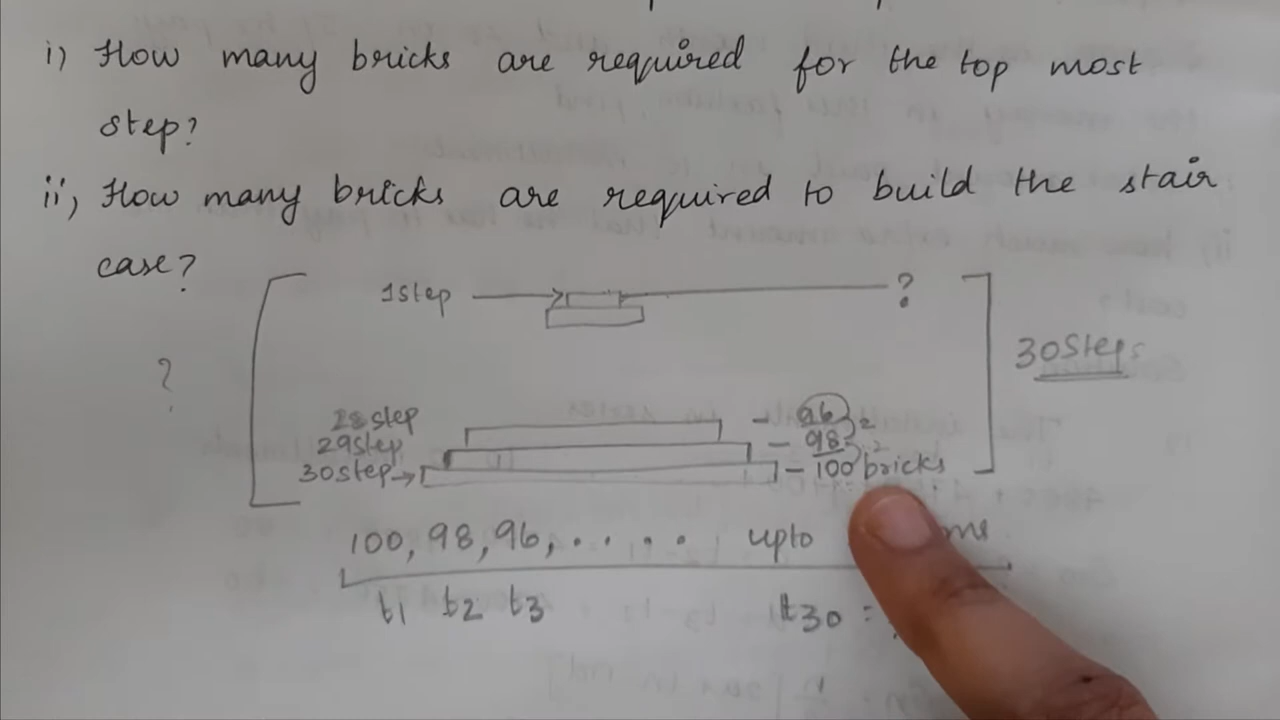 i) How many bricks are required for the top most
step?
ii) How many bricks are required to build the stair
case?
1step ?
30Steps
?
28step - 96 2
29step - 98 2
30step - 100 bricks
100, 98, 96, ..... upto
t1 t2 t3 t30 =